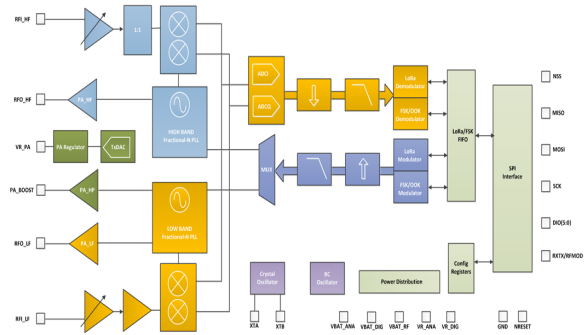 RFI_HF
1:1
RFO_HF
PA_HF
HIGH BAND
Fractional-N PLL
VR_PA
PA Regulator
TxDAC
PA_BOOST
PA_HP
RFO_LF
PA_LF
LOW BAND
Fractional-N PLL
RFI_LF
ADCI
ADCQ
MUX
LoRa
Demodulator
FSK/OOK
Demodulator
LoRa
Modulator
FSK/OOK
Modulator
LoRa/FSK
FIFO
SPI
Interface
Config
Registers
Crystal
Oscillator
RC
Oscillator
Power Distribution
XTA
XTB
VBAT_ANA
VBAT_DIG
VBAT_RF
VR_ANA
VR_DIG
GND
NRESET
NSS
MISO
MOSI
SCK
DIO(5:0)
RXTX/RFMOD